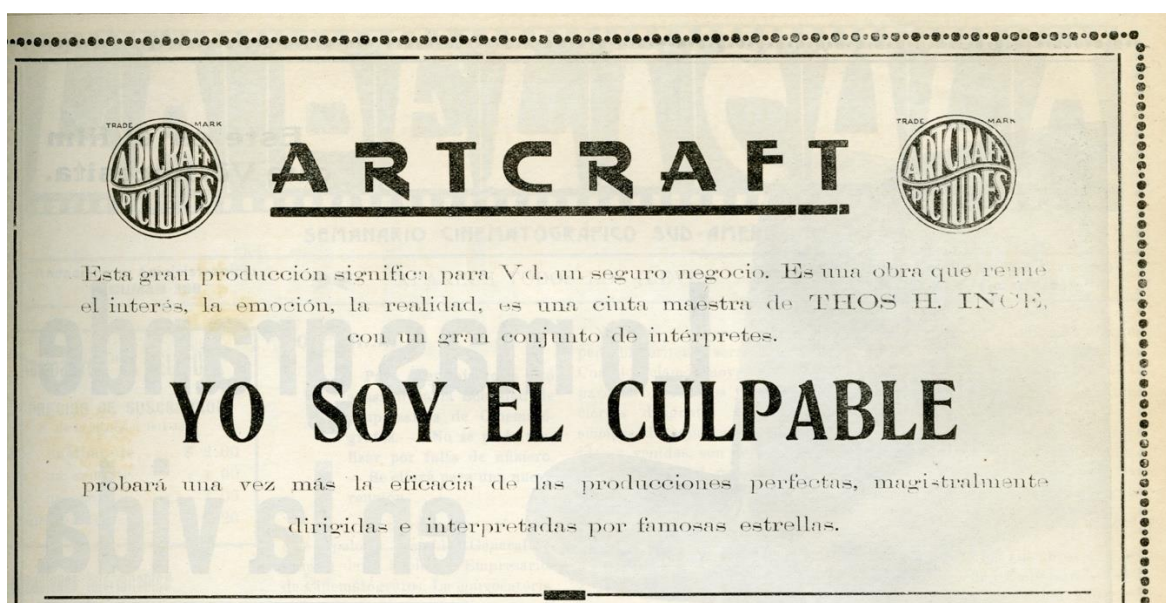 TRADE MARK
ARTCRAFT
PICTURES
ARTCRAFT
TRADE MARK
ARTCRAFT
PICTURES
Esta gran producción significa para Vd. un seguro negocio. Es una obra que reune
el interés, la emoción, la realidad, es una cinta maestra de THOS H. INCE,
con un gran conjunto de intérpretes.
YO SOY EL CULPABLE
probará una vez más la eficacia de las producciones perfectas, magistralmente
dirigidas e interpretadas por famosas estrellas.